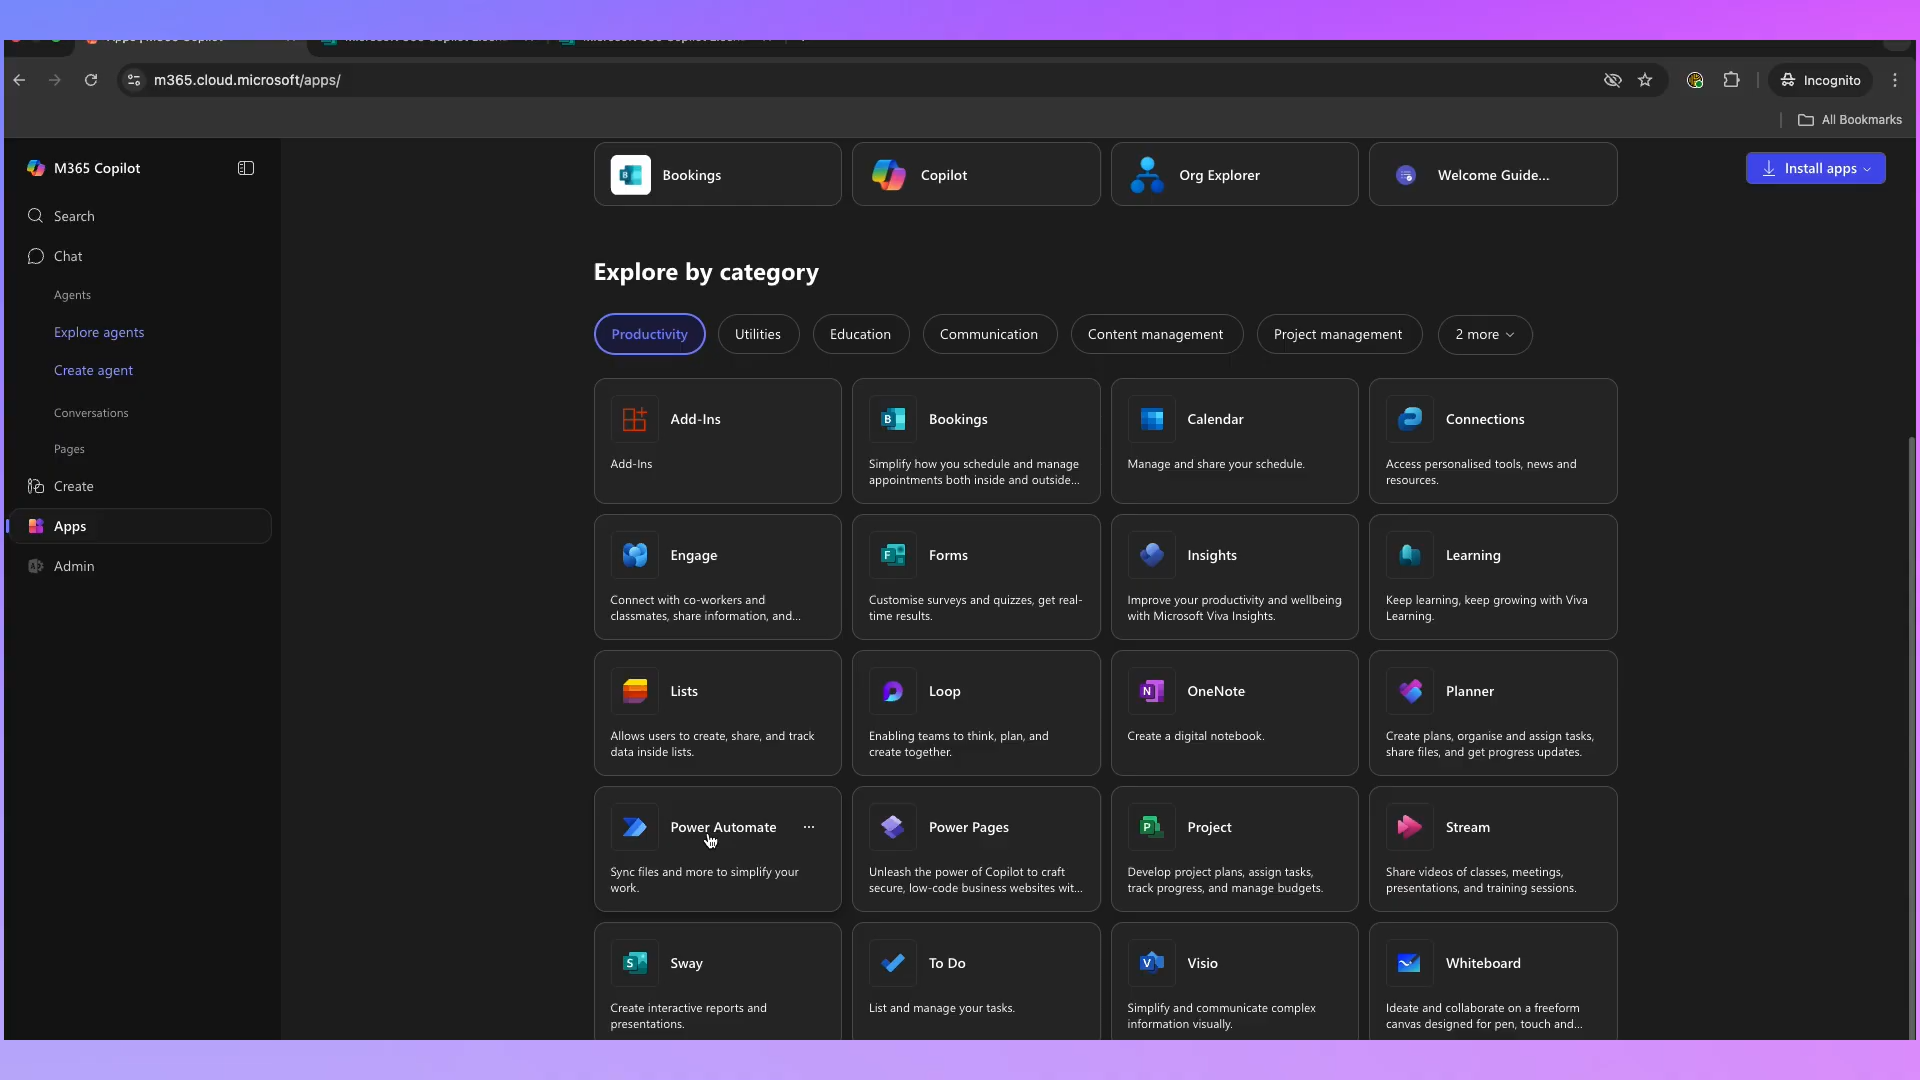 m365.cloud.microsoft/apps/
Incognito
All Bookmarks
M365 Copilot
Search
Chat
Agents
Explore agents
Create agent
Conversations
Pages
Create
Apps
Admin
Install apps
Bookings
Copilot
Org Explorer
Welcome Guide...
Explore by category
Productivity
Utilities
Education
Communication
Content management
Project management
2 more
Add-Ins
Add-Ins
Bookings
Simplify how you schedule and manage
appointments both inside and outside...
Calendar
Manage and share your schedule.
Connections
Access personalised tools, news and
resources.
Engage
Connect with co-workers and
classmates, share information, and...
Forms
Customise surveys and quizzes, get real-
time results.
Insights
Improve your productivity and wellbeing
with Microsoft Viva Insights.
Learning
Keep learning, keep growing with Viva
Learning.
Lists
Allows users to create, share, and track
data inside lists.
Loop
Enabling teams to think, plan, and
create together.
OneNote
Create a digital notebook.
Planner
Create plans, organise and assign tasks,
share files, and get progress updates.
Power Automate
Sync files and more to simplify your
work.
Power Pages
Unleash the power of Copilot to craft
secure, low-code business websites wit...
Project
Develop project plans, assign tasks,
track progress, and manage budgets.
Stream
Share videos of classes, meetings,
presentations, and training sessions.
Sway
Create interactive reports and
presentations.
To Do
List and manage your tasks.
Visio
Simplify and communicate complex
information visually.
Whiteboard
Ideate and collaborate on a freeform
canvas designed for pen, touch and...